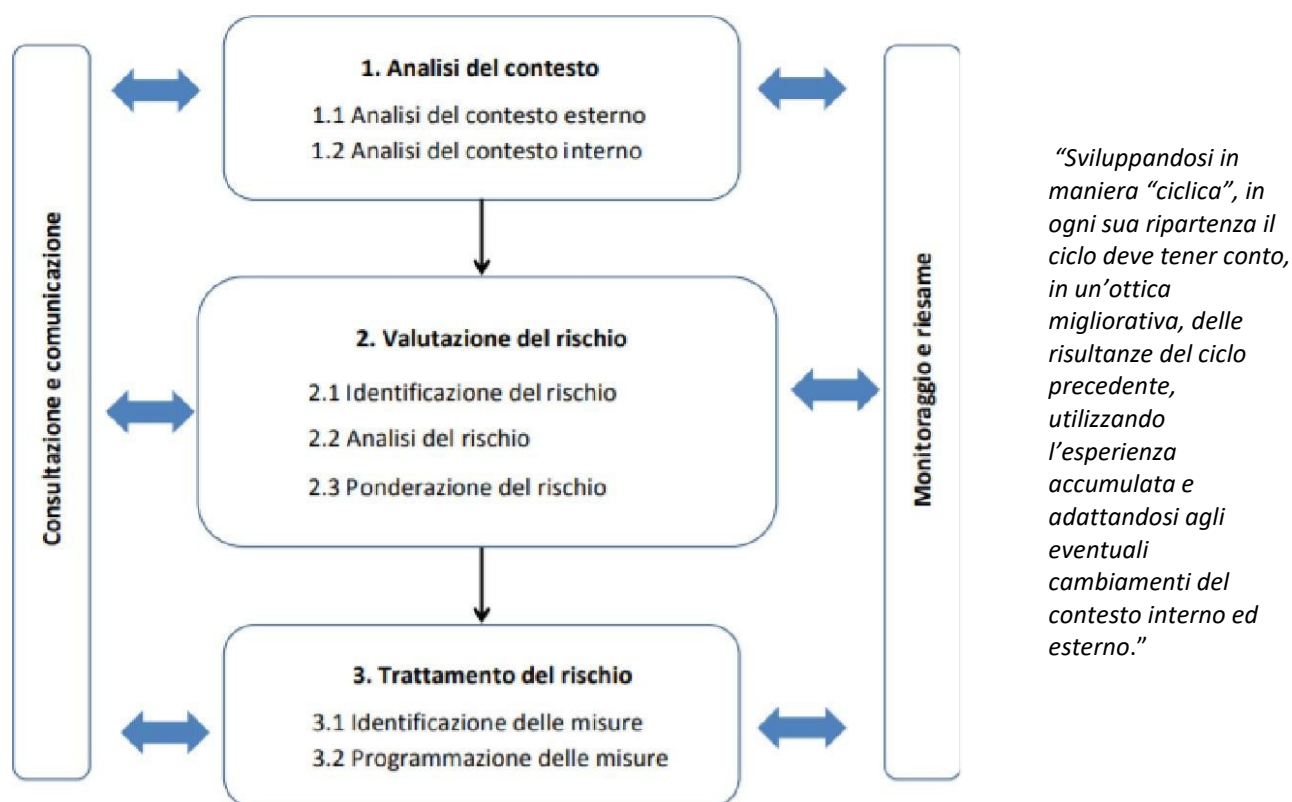 Consultazione e comunicazione
1. Analisi del contesto
1.1 Analisi del contesto esterno
1.2 Analisi del contesto interno
2. Valutazione del rischio
2.1 Identificazione del rischio
2.2 Analisi del rischio
2.3 Ponderazione del rischio
3. Trattamento del rischio
3.1 Identificazione delle misure
3.2 Programmazione delle misure
Monitoraggio e riesame
“Sviluppandosi in
maniera “ciclica”, in
ogni sua ripartenza il
ciclo deve tener conto,
in un’ottica
migliorativa, delle
risultanze del ciclo
precedente,
utilizzando
l’esperienza
accumulata e
adattandosi agli
eventuali
cambiamenti del
contesto interno ed
esterno.”